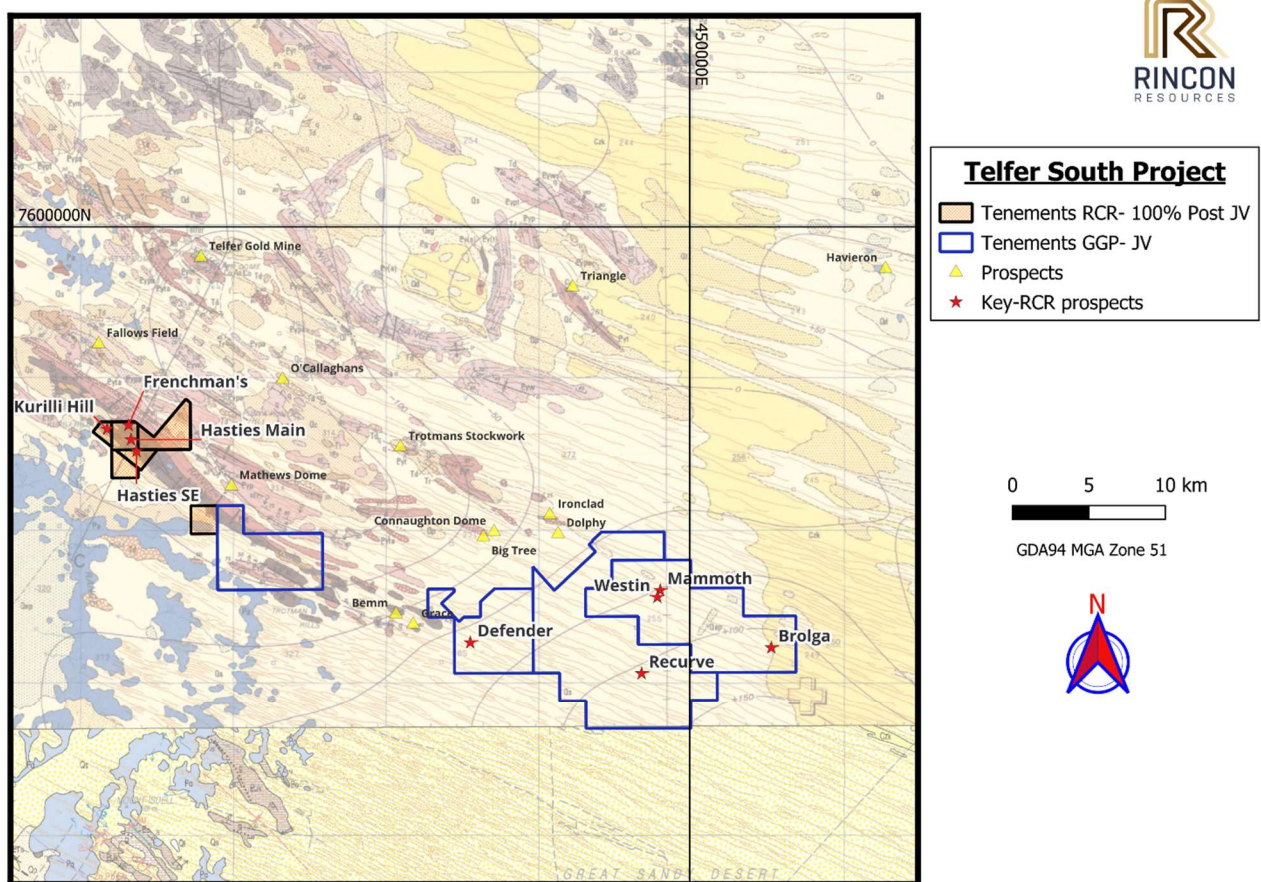 RINCON
RESOURCES
450000E
7600000N
Telfer Gold Mine
Havieron
Triangle
Fallows Field
O'Callaghans
Frenchman's
Kurilli Hill
Hasties Main
Trotmans Stockwork
Mathews Dome
Hasties SE
Ironclad
Connaughton Dome
Dolphy
Big Tree
Westin
Mammoth
Bemm
Grace
Defender
Brolga
Recurve
GREAT SANDY DESERT
Telfer South Project
Tenements RCR- 100% Post JV
Tenements GGP- JV
Prospects
Key-RCR prospects
0 5 10 km
GDA94 MGA Zone 51
N